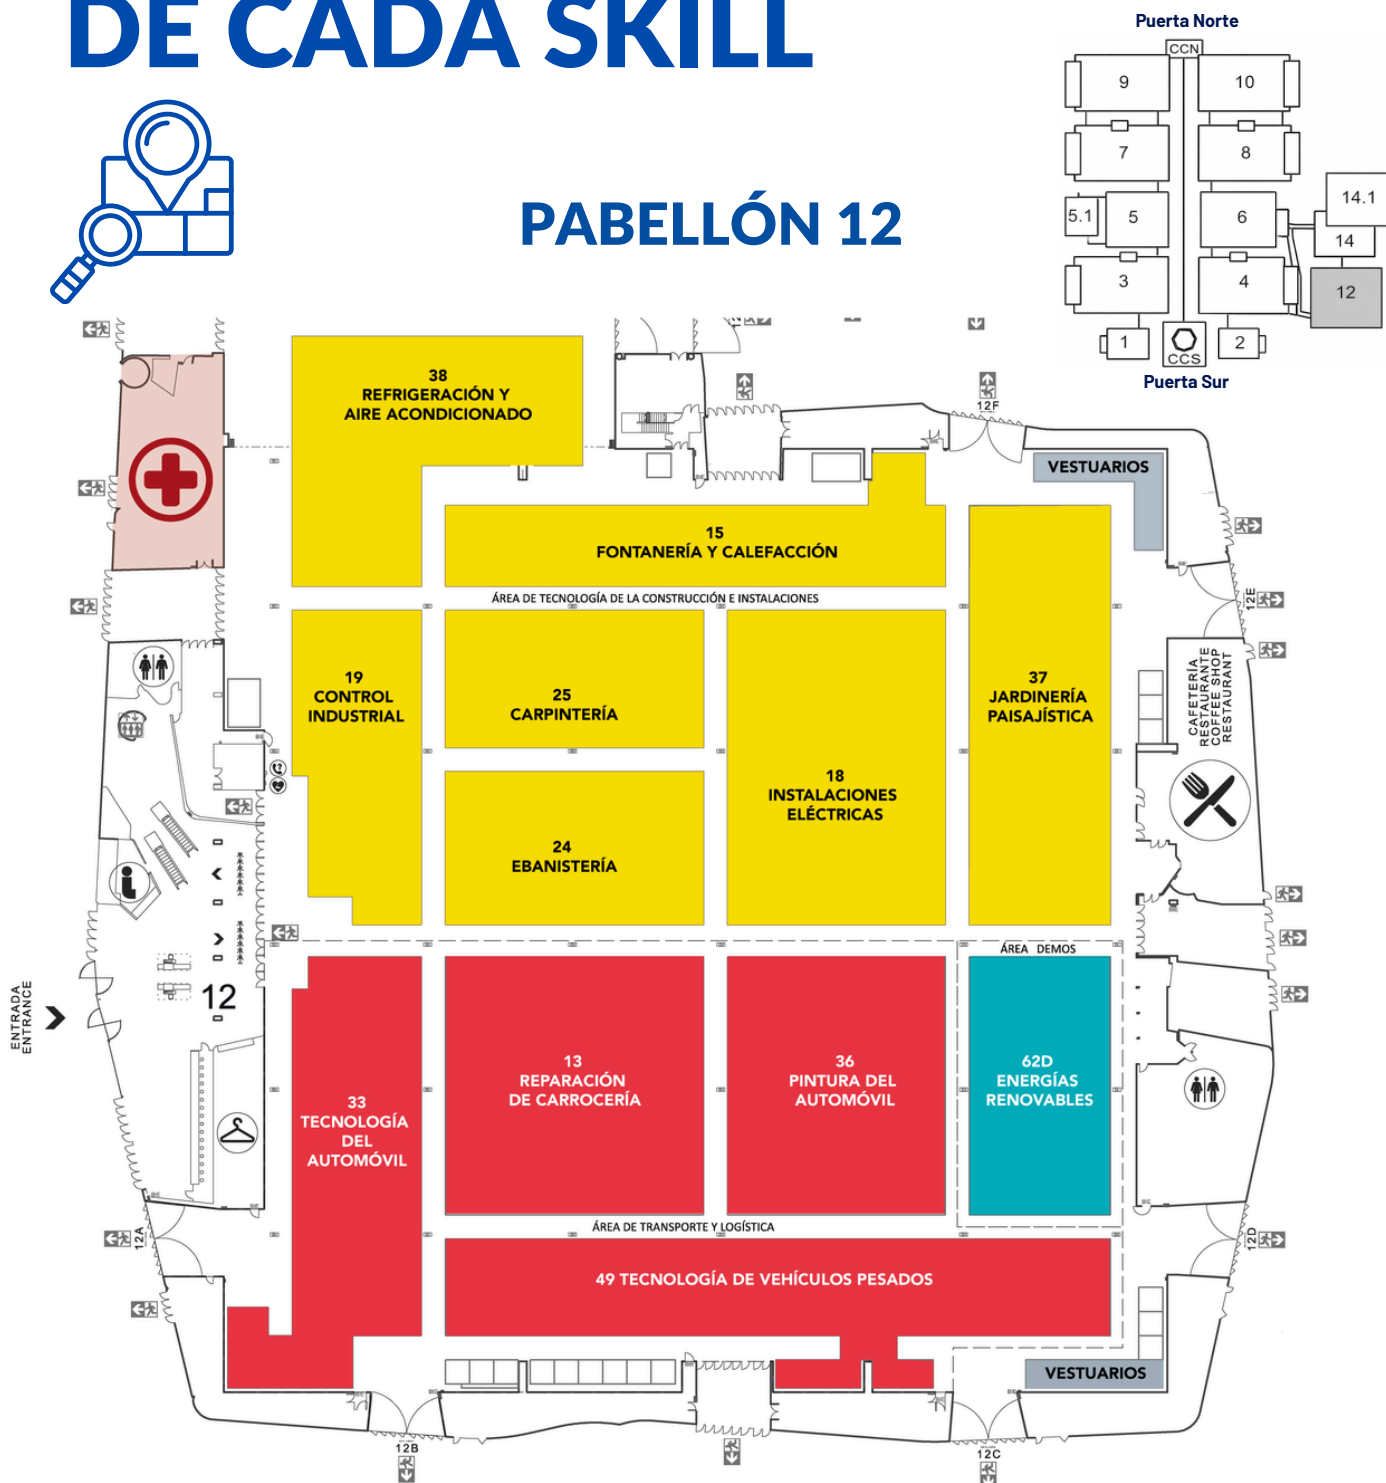 DE CADA SKILL
PABELLÓN 12
Puerta Norte
CCN
9
10
7
8
14.1
5.1
5
6
14
3
4
12
1
2
CCS
Puerta Sur
38
REFRIGERACIÓN Y
AIRE ACONDICIONADO
12F
VESTUARIOS
15
FONTANERÍA Y CALEFACCIÓN
ÁREA DE TECNOLOGÍA DE LA CONSTRUCCIÓN E INSTALACIONES
12E
19
CONTROL
INDUSTRIAL
25
CARPINTERÍA
37
JARDINERÍA
PAISAJÍSTICA
CAFETERÍA
RESTAURANTE
COFFEE SHOP
RESTAURANT
18
INSTALACIONES
ELÉCTRICAS
24
EBANISTERÍA
ÁREA DEMOS
12
ENTRADA
ENTRANCE
13
REPARACIÓN
DE CARROCERÍA
36
PINTURA DEL
AUTOMÓVIL
62D
ENERGÍAS
RENOVABLES
33
TECNOLOGÍA
DEL
AUTOMÓVIL
ÁREA DE TRANSPORTE Y LOGÍSTICA
12A
12D
49 TECNOLOGÍA DE VEHÍCULOS PESADOS
VESTUARIOS
12B
12C